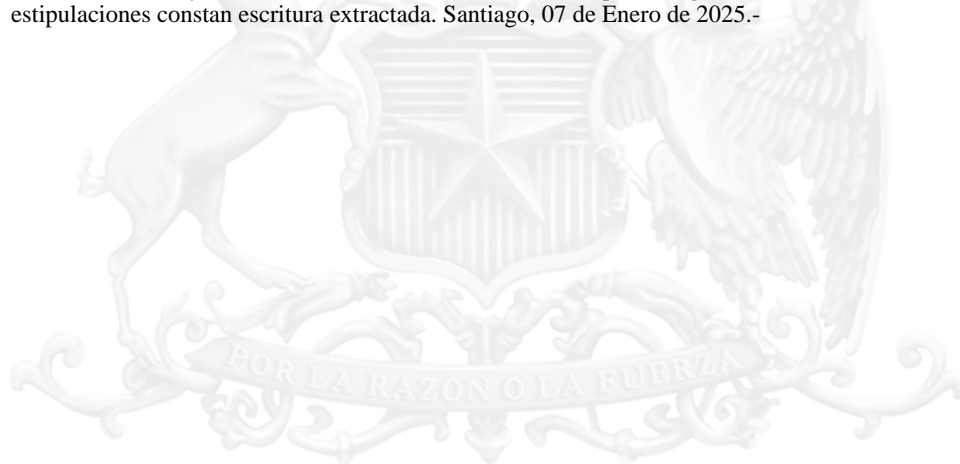 estipulaciones constan escritura extractada. Santiago, 07 de Enero de 2025.-
POR LA RAZON O LA FUERZA